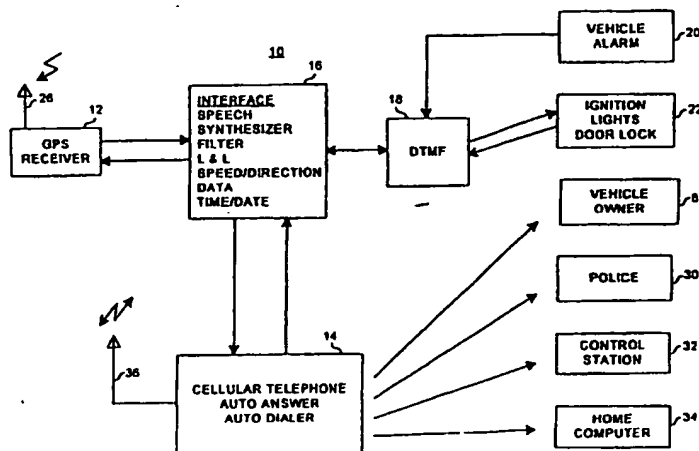 10
26
12
GPS
RECEIVER
16
INTERFACE
SPEECH
SYNTHESIZER
FILTER
L & L
SPEED/DIRECTION
DATA
TIME/DATE
18
DTMF
VEHICLE
ALARM
20
IGNITION
LIGHTS
DOOR LOCK
22
VEHICLE
OWNER
8
POLICE
30
CONTROL
STATION
32
HOME
COMPUTER
34
36
14
CELLULAR TELEPHONE
AUTO ANSWER
AUTO DIALER